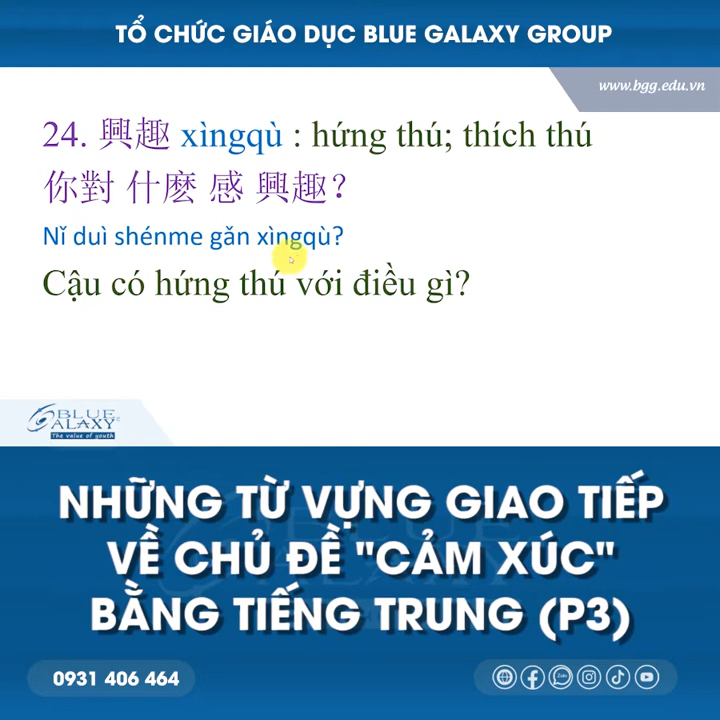 TỔ CHỨC GIÁO DỤC BLUE GALAXY GROUP
www.bgg.edu.vn
24. 興趣 xìngqù : hứng thú; thích thú
你對 什麼 感 興趣?
Nǐ duì shénme gǎn xìngqù?
Cậu có hứng thú với điều gì?
BLUE
GALAXY
The value of youth
NHỮNG TỪ VỰNG GIAO TIẾP
VỀ CHỦ ĐỀ "CẢM XÚC"
BẰNG TIẾNG TRUNG (P3)
0931 406 464